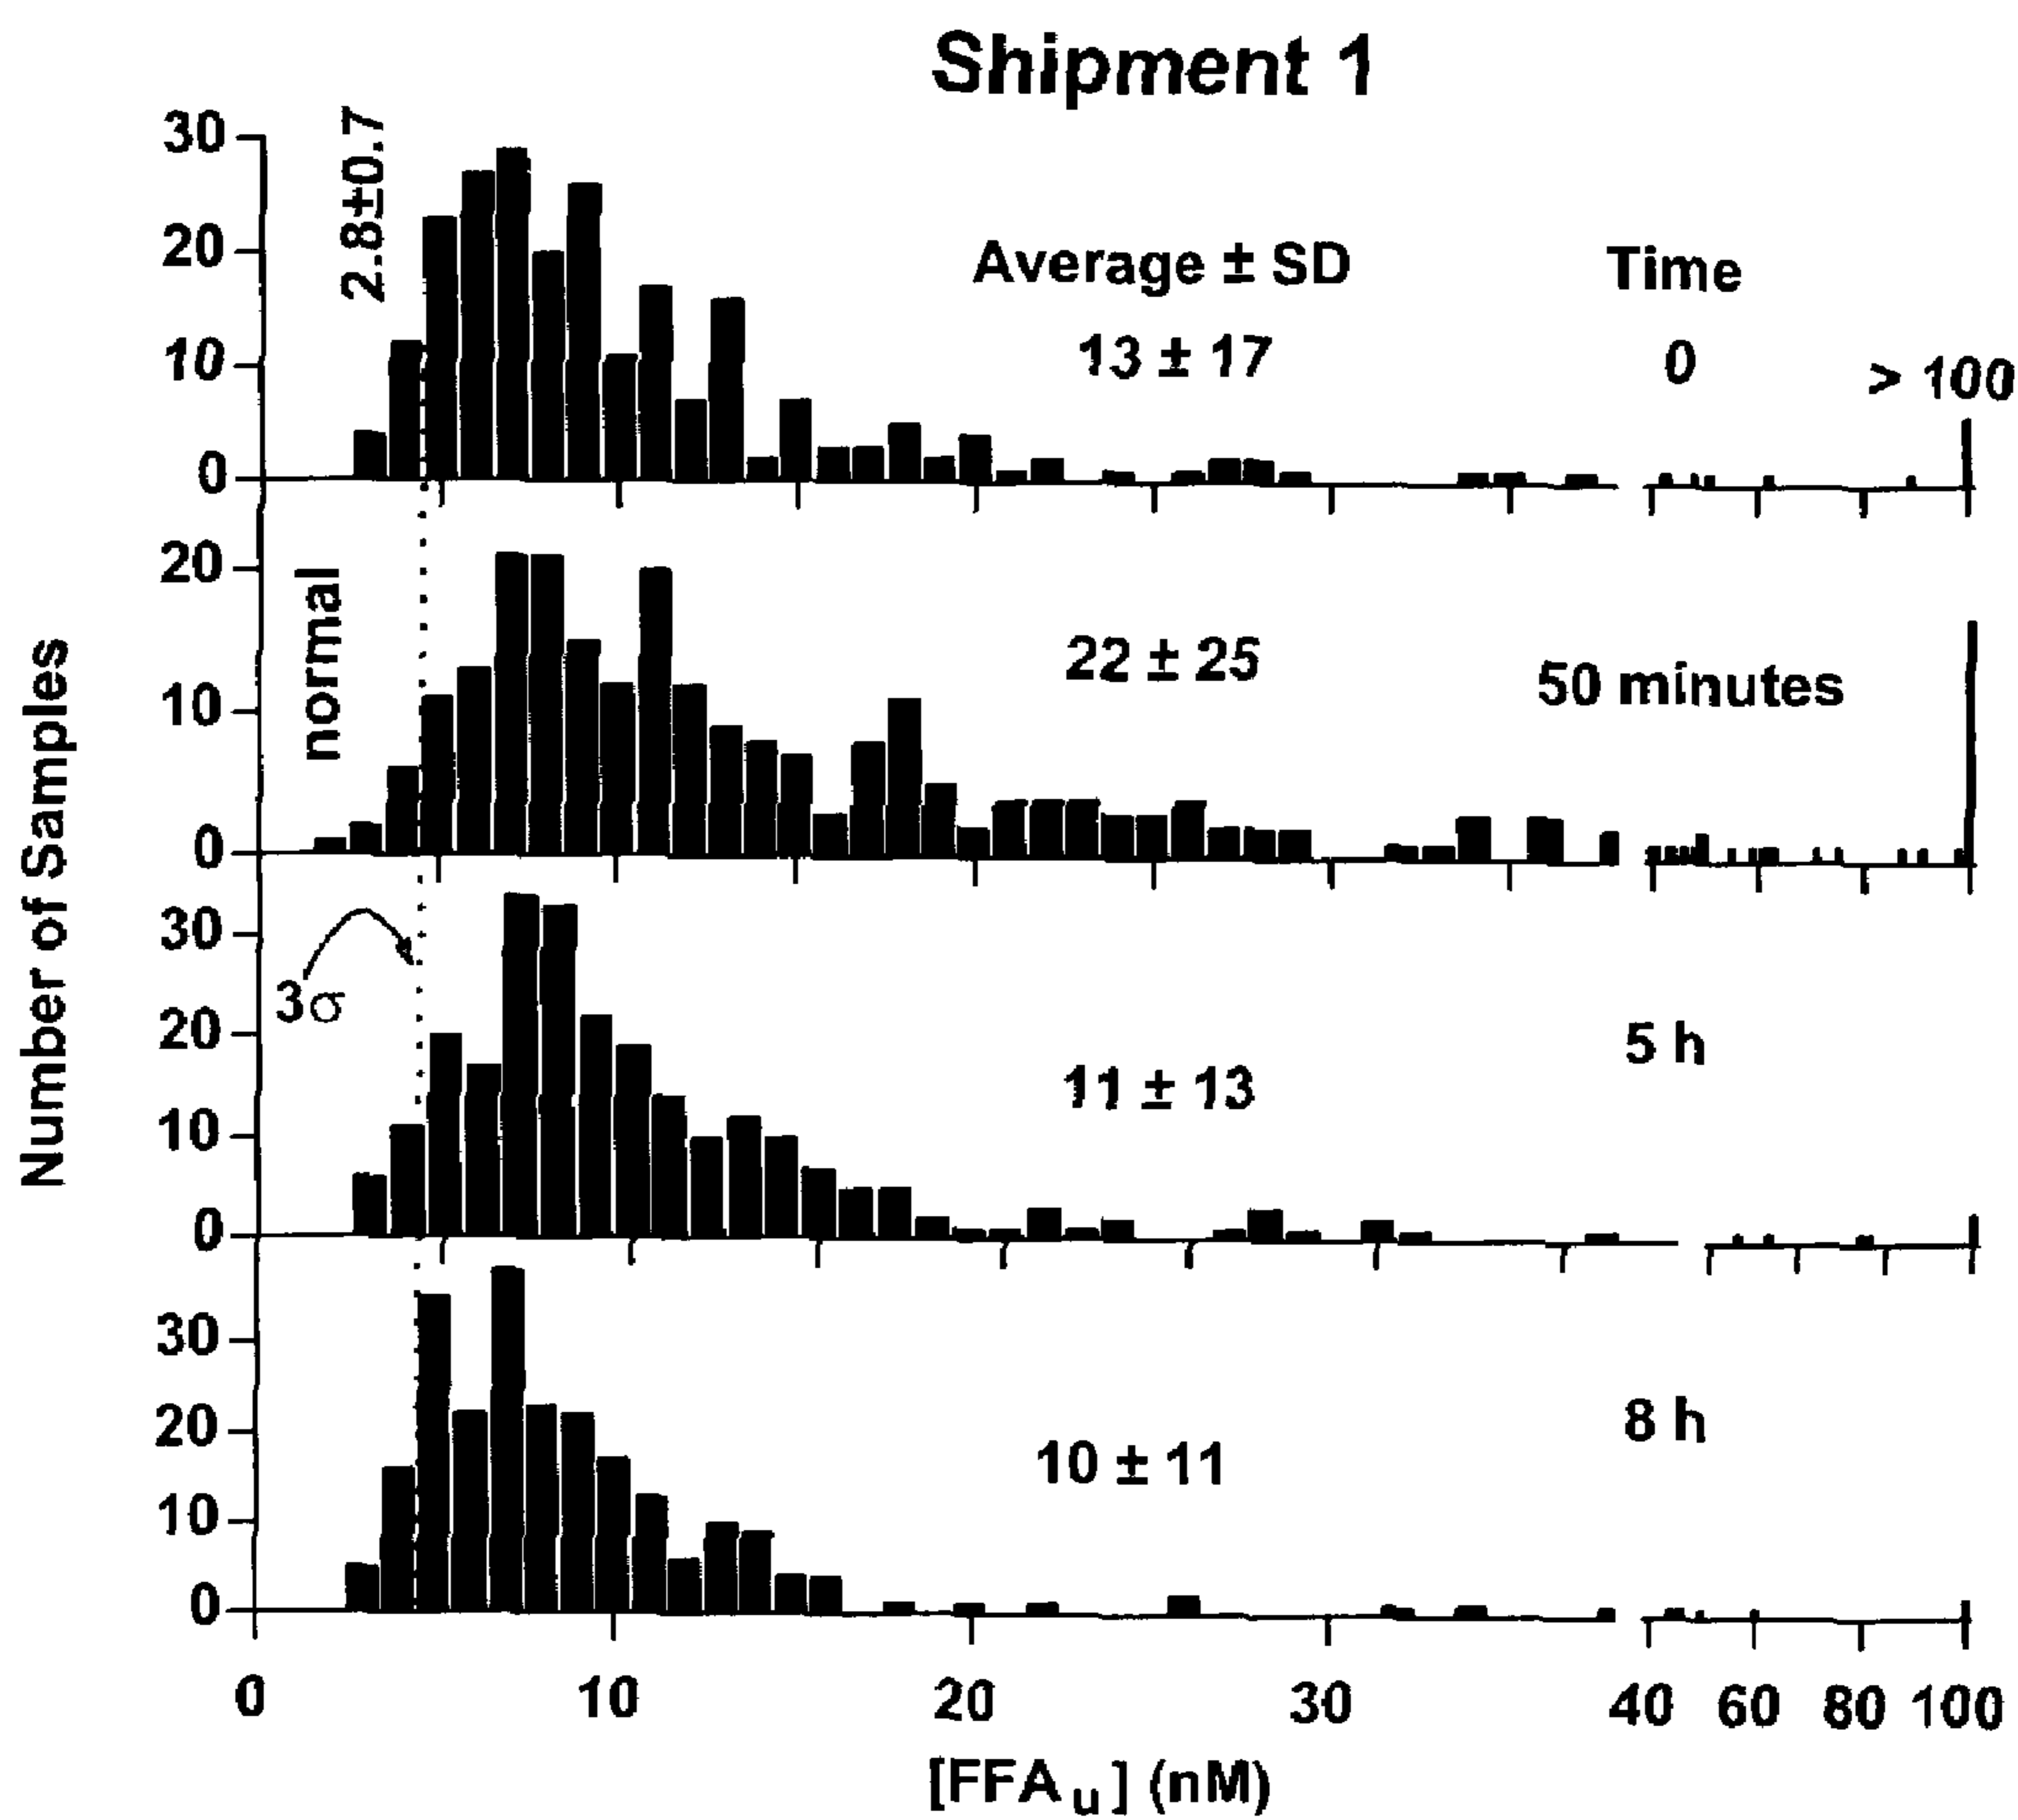 Shipment 1
30
20
10
0
2.8±0.7
Average ± SD
Time
13 ± 17
0
> 100
20
10
0
normal
22 ± 25
50 minutes
30
20
10
0
3σ
11 ± 13
5 h
30
20
10
0
10 ± 11
8 h
Number of Samples
0 10 20 30 40 60 80 100
[FFAu] (nM)